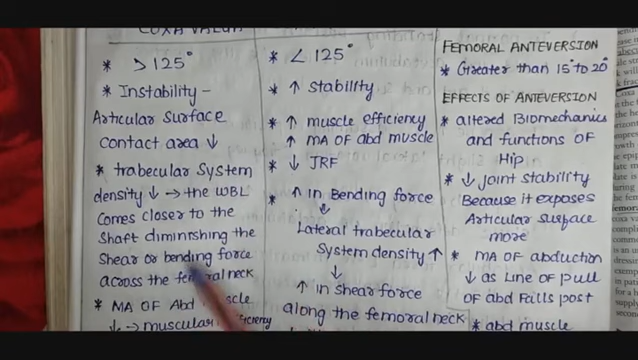 COXA VALGA
* > 125°
* Instability -
Articular Surface
contact area ↓
* trabecular System
density ↓ → the WBL
comes closer to the
Shaft diminishing the
Shear or bending force
across the femoral neck
* MA OF Abd muscle
↓ → muscular efficiency
* < 125°
* ↑ Stability
* ↑ muscle efficiency
↑ MA OF abd muscle
* ↓ JRF
* ↑ in Bending force
↓
Lateral trabecular
System density ↑
↓
↑ in Shear force
along the femoral neck
FEMORAL ANTEVERSION
* Greater than 15° to 20°
EFFECTS OF ANTEVERSION
* altered Biomechanics
and functions OF
Hip
* ↓ Joint stability
Because it exposes
Articular Surface
more
* MA OF abduction
↓ as Line of Pull
of abd Falls post
* abd muscle